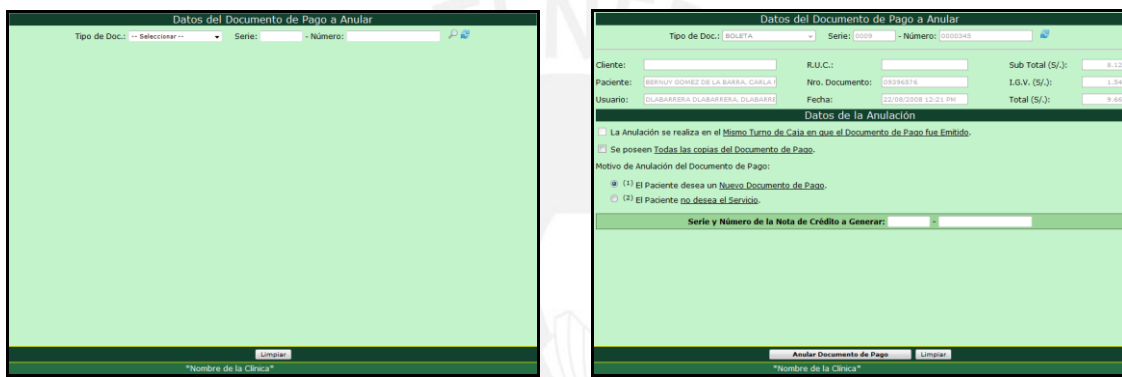 Datos del Documento de Pago a Anular
Tipo de Doc.: -- Seleccionar -- Serie: - Número:
Limpiar
*Nombre de la Clínica*
Datos del Documento de Pago a Anular
Tipo de Doc.: BOLETA Serie: 0009 - Número: 0000345
Cliente: R.U.C.: Sub Total (S/.): 8.12
Paciente: BERNUY GOMEZ DE LA BARRA, CARLA Nro. Documento: 09396576 I.G.V. (S/.): 1.54
Usuario: DLABARRERA DLABARRERA, DLABARRE Fecha: 22/08/2008 12:21 PM Total (S/.): 9.66
Datos de la Anulación
La Anulación se realiza en el Mismo Turno de Caja en que el Documento de Pago fue Emitido.
Se poseen Todas las copias del Documento de Pago.
Motivo de Anulación del Documento de Pago:
(1) El Paciente desea un Nuevo Documento de Pago.
(2) El Paciente no desea el Servicio.
Serie y Número de la Nota de Crédito a Generar: -
Anular Documento de Pago Limpiar
*Nombre de la Clínica*